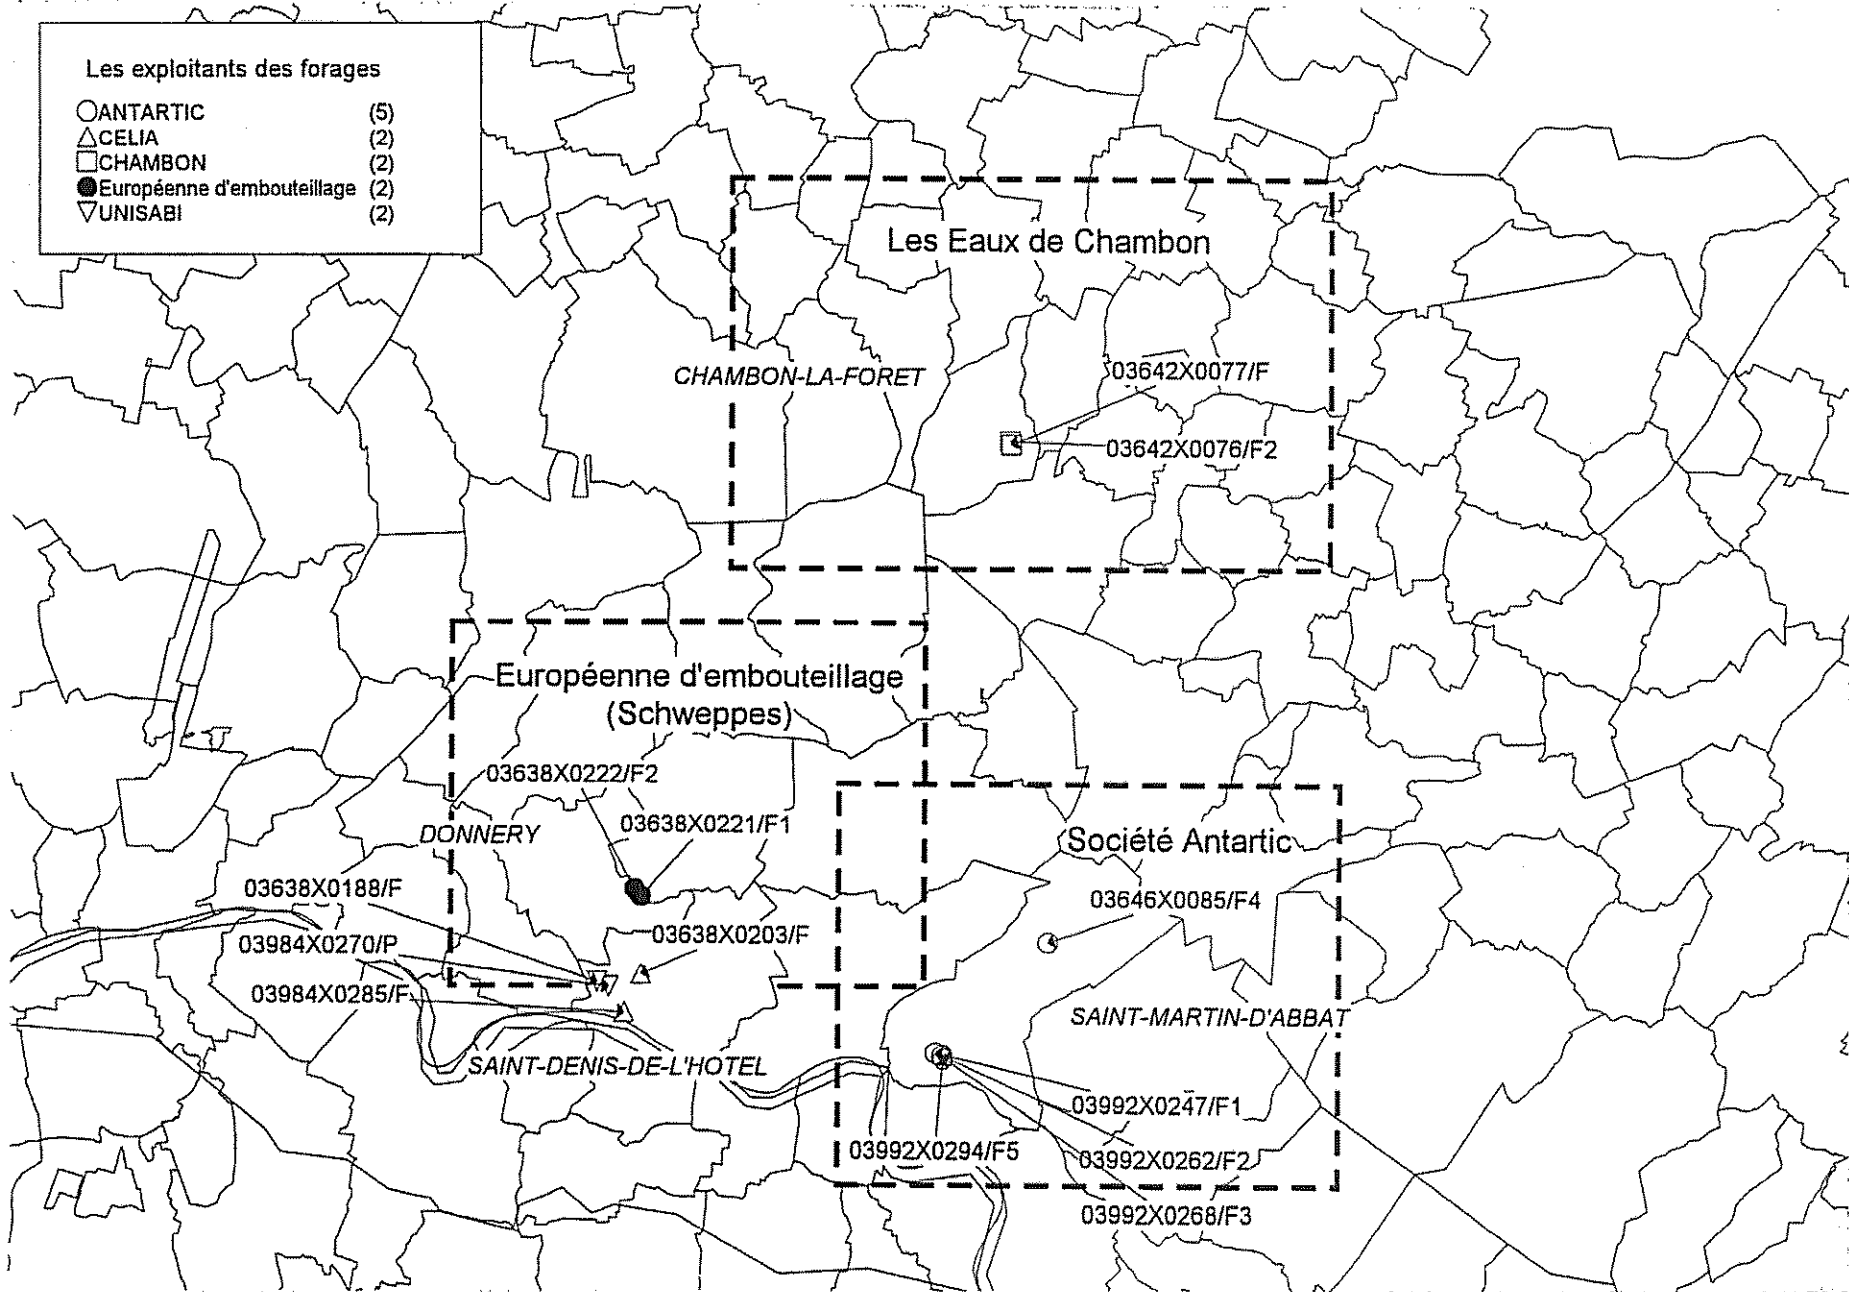 Les exploitants des forages
ANTARTIC (5)
CELIA (2)
CHAMBON (2)
Européenne d'embouteillage (2)
UNISABI (2)
Les Eaux de Chambon
CHAMBON-LA-FORET
03642X0077/F
03642X0076/F2
Européenne d'embouteillage
(Schweppes)
03638X0222/F2
03638X0221/F1
DONNERY
Société Antartic
03638X0188/F
03646X0085/F4
03984X0270/P
03638X0203/F
03984X0285/F
SAINT-MARTIN-D'ABBAT
SAINT-DENIS-DE-L'HOTEL
03992X0247/F1
03992X0294/F5
03992X0262/F2
03992X0268/F3